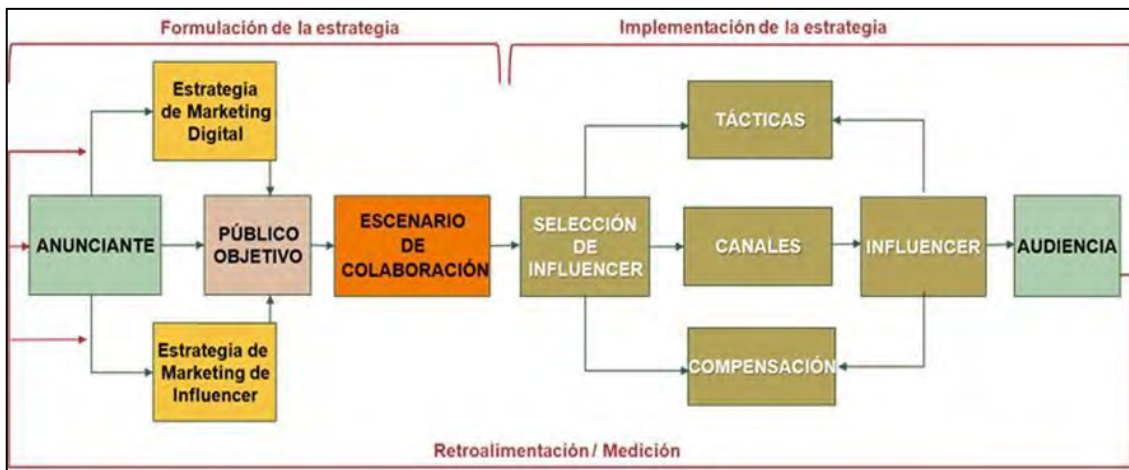 Formulación de la estrategia
Implementación de la estrategia
Estrategia
de Marketing
Digital
TÁCTICAS
ANUNCIANTE
PÚBLICO
OBJETIVO
ESCENARIO
DE
COLABORACIÓN
SELECCIÓN
DE
INFLUENCER
CANALES
INFLUENCER
AUDIENCIA
Estrategia de
Marketing de
Influencer
COMPENSACIÓN
Retroalimentación / Medición